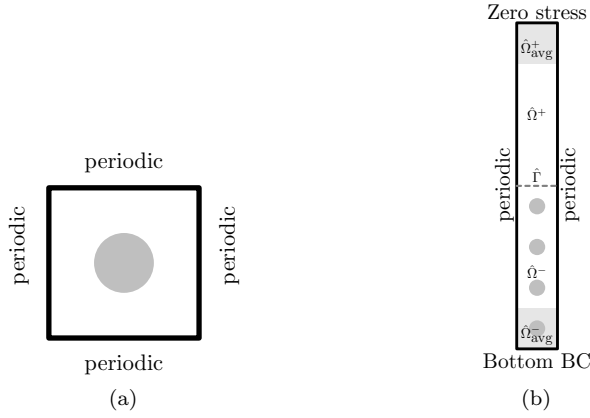 periodic
periodic
periodic
periodic
(a)
Zero stress
Ω̂⁺avg
Ω̂⁺
periodic
Γ̂
periodic
Ω̂⁻
Ω̂⁻avg
Bottom BC
(b)